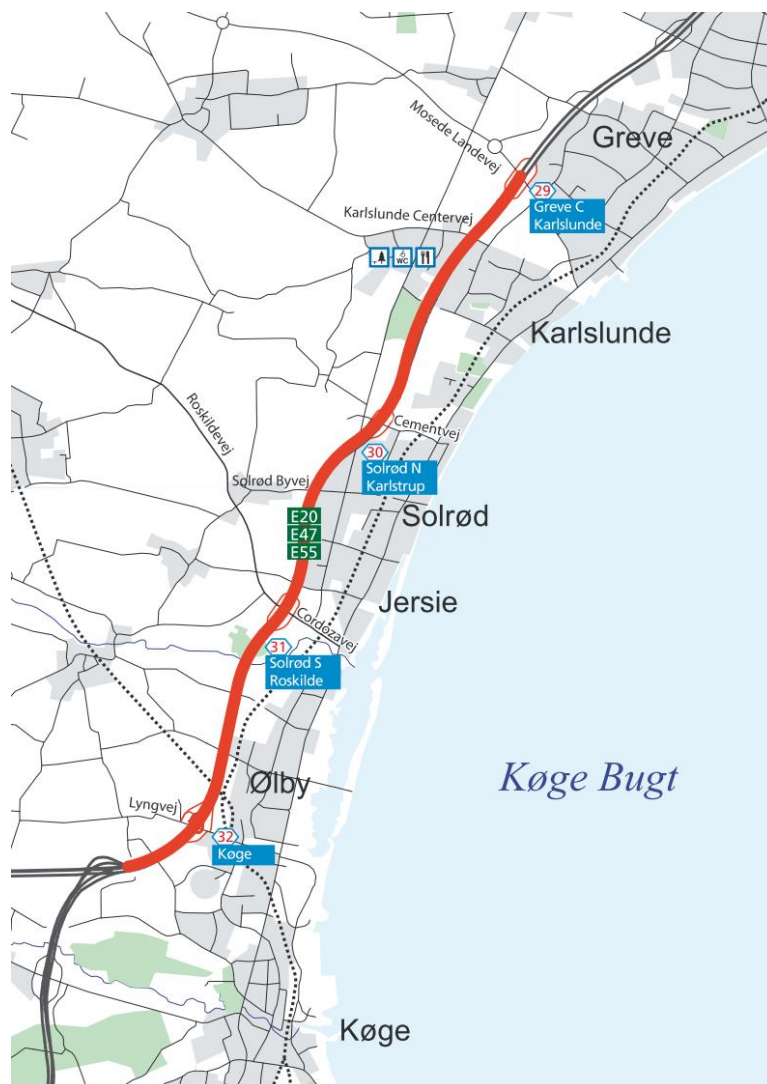 Greve
Mosede Landevej
29
Greve C
Karlslunde
Karlslunde Centervej
WC
Karlslunde
Roskildevej
Cementvej
30
Solrød N
Karlstrup
Solrød Byvej
E20
E47
E55
Solrød
Jersie
Cordozavej
31
Solrød S
Roskilde
Ølby
Køge Bugt
Lyngvej
32
Køge
Køge